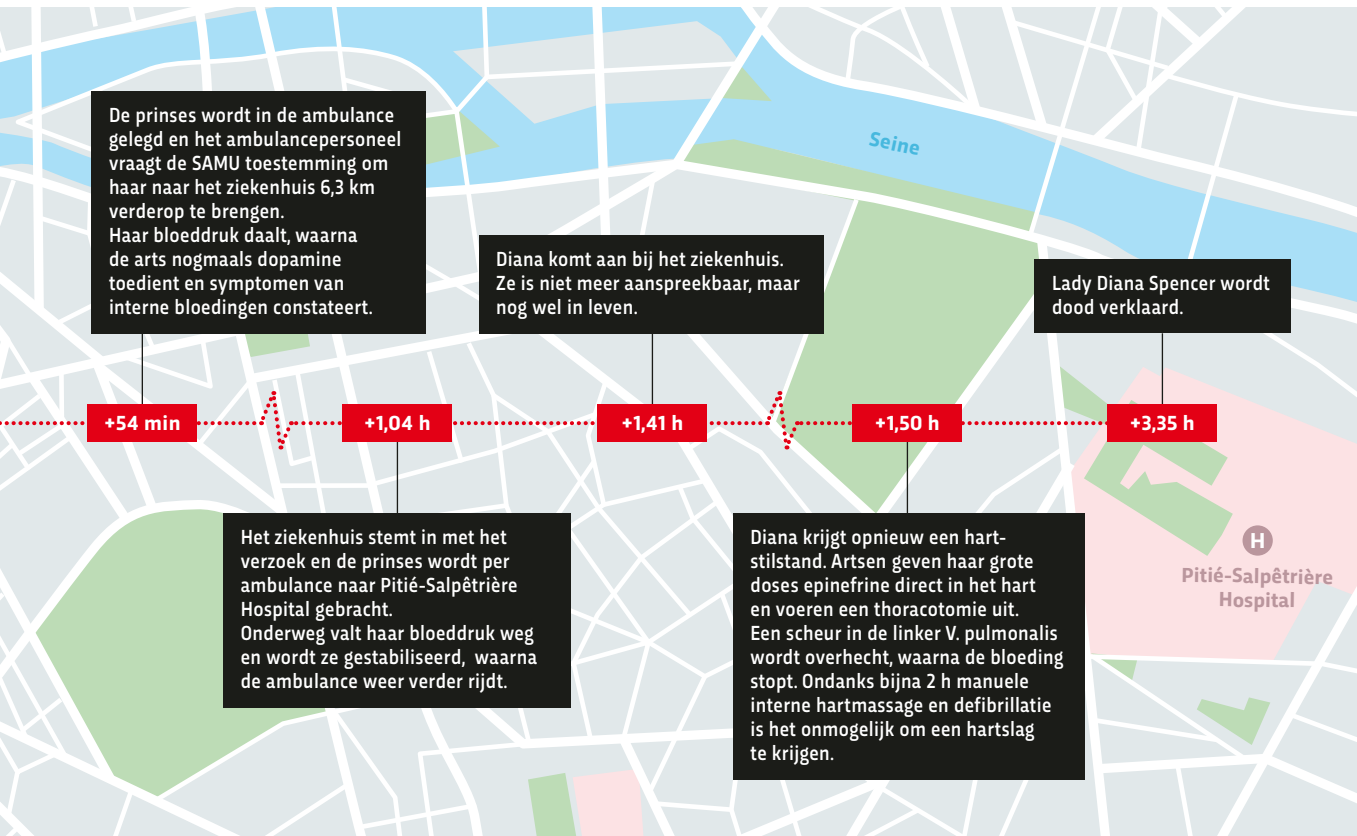 De prinses wordt in de ambulance
gelegd en het ambulancepersoneel
vraagt de SAMU toestemming om
haar naar het ziekenhuis 6,3 km
verderop te brengen.
Haar bloeddruk daalt, waarna
de arts nogmaals dopamine
toedient en symptomen van
interne bloedingen constateert.
+54 min
Het ziekenhuis stemt in met het
verzoek en de prinses wordt per
ambulance naar Pitié-Salpêtrière
Hospital gebracht.
Onderweg valt haar bloeddruk weg
en wordt ze gestabiliseerd, waarna
de ambulance weer verder rijdt.
+1,04 h
Diana komt aan bij het ziekenhuis.
Ze is niet meer aanspreekbaar, maar
nog wel in leven.
+1,41 h
Diana krijgt opnieuw een hart-
stilstand. Artsen geven haar grote
doses epinefrine direct in het hart
en voeren een thoracotomie uit.
Een scheur in de linker V. pulmonalis
wordt overhecht, waarna de bloeding
stopt. Ondanks bijna 2 h manuele
interne hartmassage en defibrillatie
is het onmogelijk om een hartslag
te krijgen.
+1,50 h
Lady Diana Spencer wordt
dood verklaard.
+3,35 h
Seine
H
Pitié-Salpêtrière
Hospital